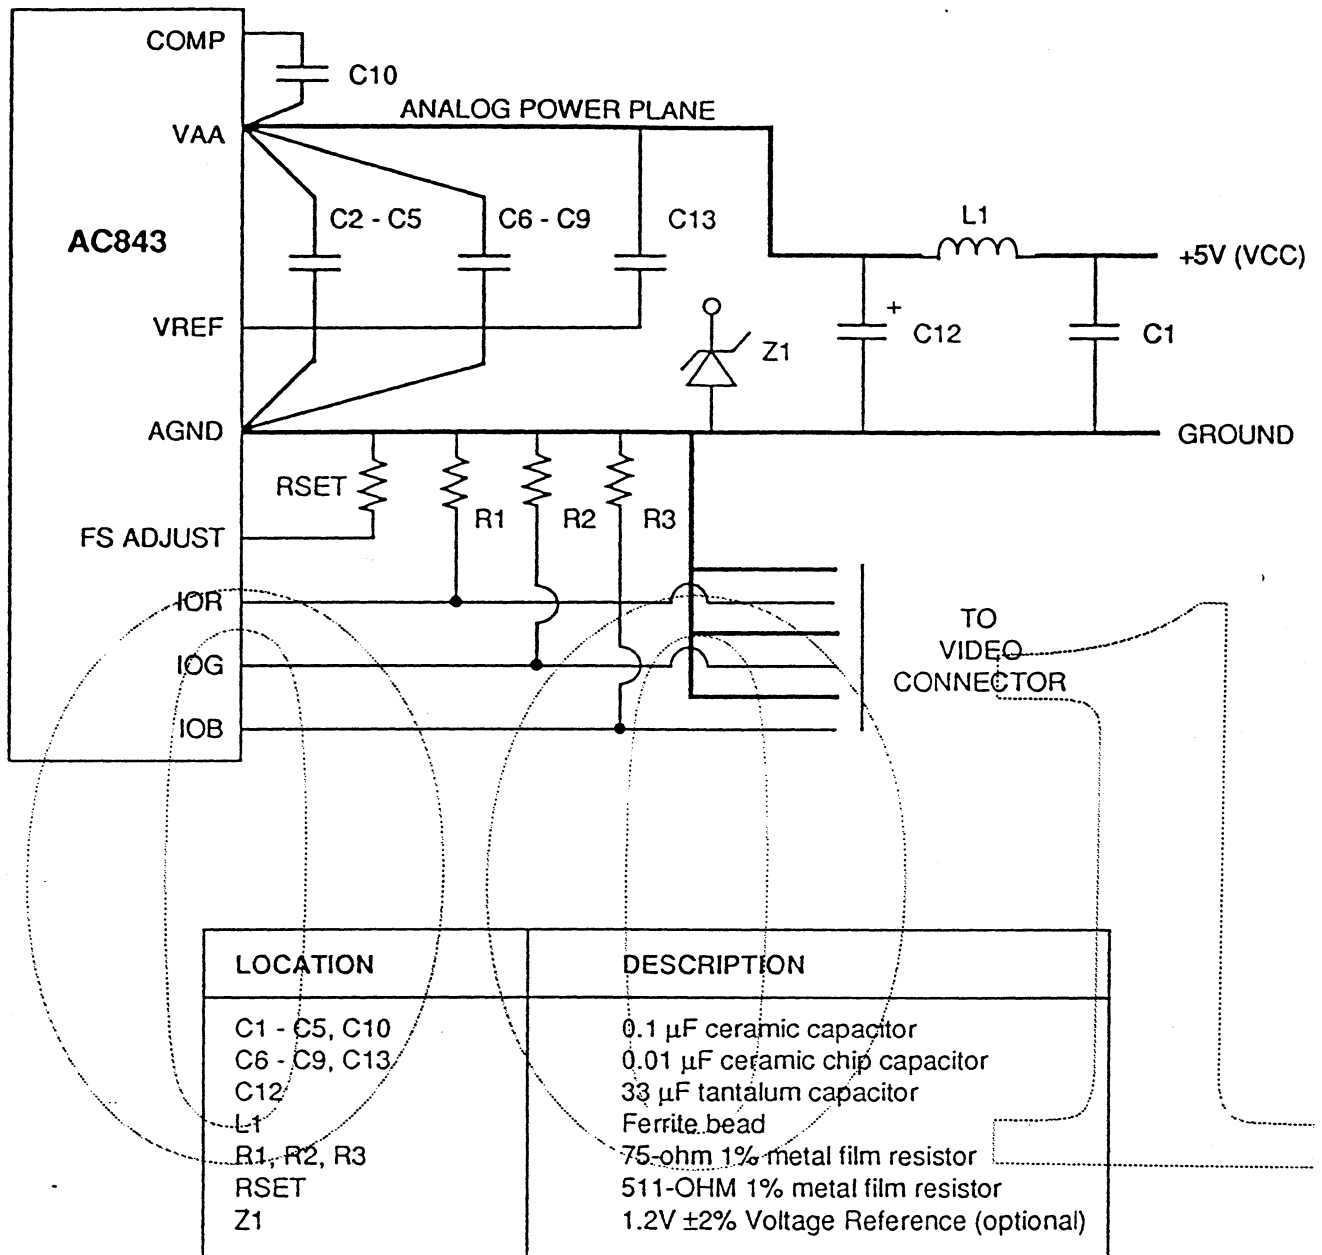 COMP
C10
ANALOG POWER PLANE
VAA
C2 - C5
C6 - C9
C13
L1
AC843
+5V (VCC)
VREF
+
C12
C1
Z1
AGND
GROUND
RSET
R1
R2
R3
FS ADJUST
IOR
IOG
IOB
TO
VIDEO
CONNECTOR
001
LOCATION DESCRIPTION
C1 - C5, C10 0.1 µF ceramic capacitor
C6 - C9, C13 0.01 µF ceramic chip capacitor
C12 33 µF tantalum capacitor
L1 Ferrite bead
R1, R2, R3 75-ohm 1% metal film resistor
RSET 511-OHM 1% metal film resistor
Z1 1.2V ±2% Voltage Reference (optional)